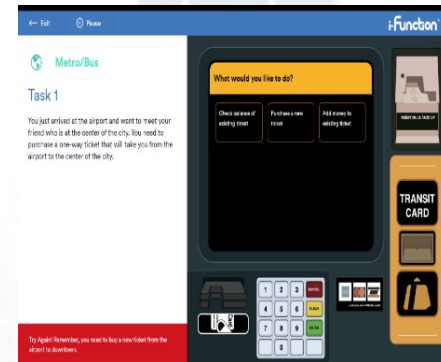 ← Exit
Pause
i-Function
Metro/Bus
Task 1
You just arrived at the airport and want to meet your
friend who is at the center of the city. You need to
purchase a one-way ticket that will take you from the
airport to the center of the city.
Try Again! Remember, you need to buy a new ticket from the
airport to downtown.
What would you like to do?
Check balance of
existing ticket
Purchase a new
ticket
Add money to
existing ticket
1 2 3
4 5 6 CLEAR
7 8 9 ENTER
0
INSERT BILLS FACE UP
TRANSIT
CARD